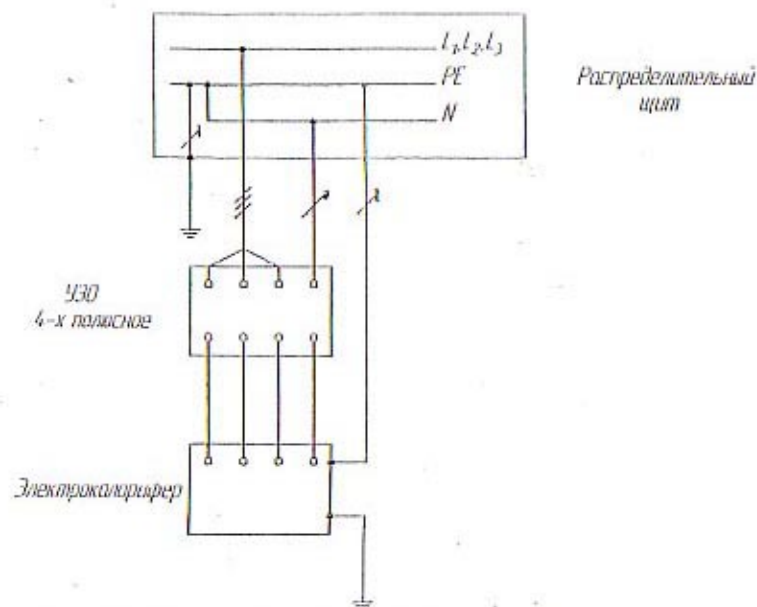 L1, L2, L3
PE
N
Распределительный
щит
УЗО
4-х полюсное
Электрокалорифер